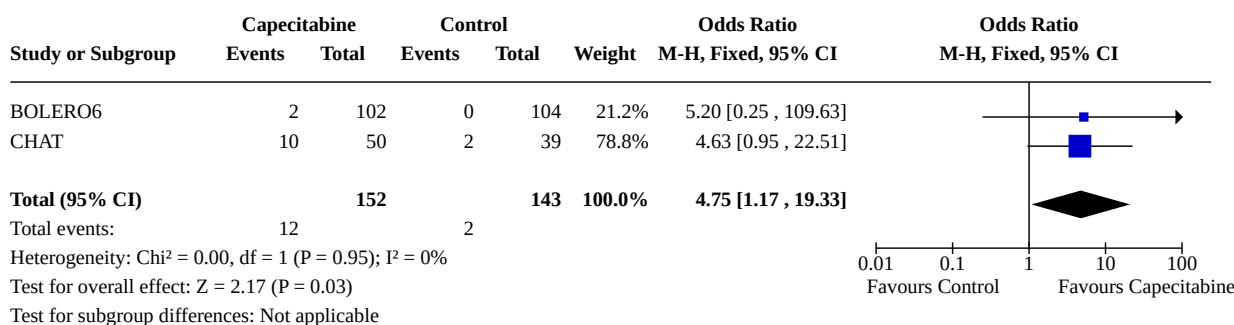 Capecitabine Control Odds Ratio Odds Ratio
Study or Subgroup Events Total Events Total Weight M-H, Fixed, 95% CI M-H, Fixed, 95% CI
BOLERO6 2 102 0 104 21.2% 5.20 [0.25 , 109.63]
CHAT 10 50 2 39 78.8% 4.63 [0.95 , 22.51]
Total (95% CI) 152 143 100.0% 4.75 [1.17 , 19.33]
Total events: 12 2
Heterogeneity: Chi² = 0.00, df = 1 (P = 0.95); I² = 0%
Test for overall effect: Z = 2.17 (P = 0.03)
Test for subgroup differences: Not applicable
0.01 0.1 1 10 100
Favours Control Favours Capecitabine